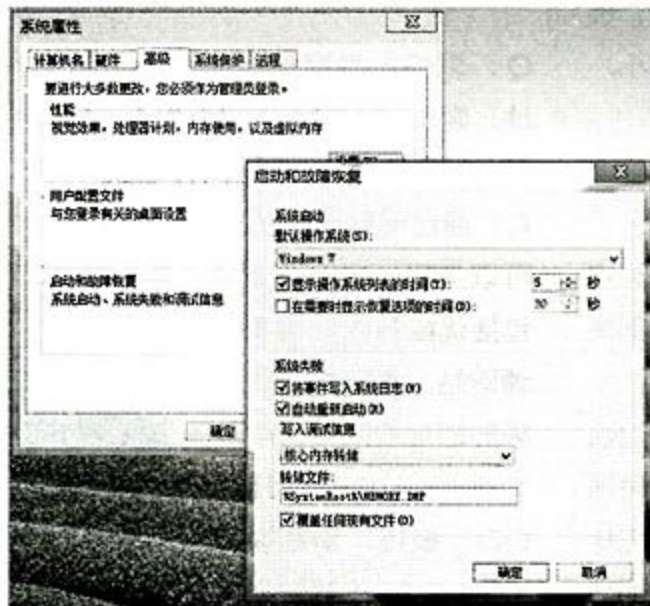 系统属性
计算机名 硬件 高级 系统保护 远程
要进行大多数更改，您必须作为管理员登录。
性能
视觉效果，处理器计划，内存使用，以及虚拟内存
用户配置文件
与您登录有关的桌面设置
启动和故障恢复
系统启动、系统失败和调试信息
确定
启动和故障恢复
系统启动
默认操作系统(S):
Windows 7
显示操作系统列表的时间(T): 5 秒
在需要时显示恢复选项的时间(D): 30 秒
系统失败
将事件写入系统日志(W)
自动重新启动(R)
写入调试信息
核心内存转储
转储文件:
%SystemRoot%\MEMORY.DMP
覆盖任何现有文件(O)
确定 取消